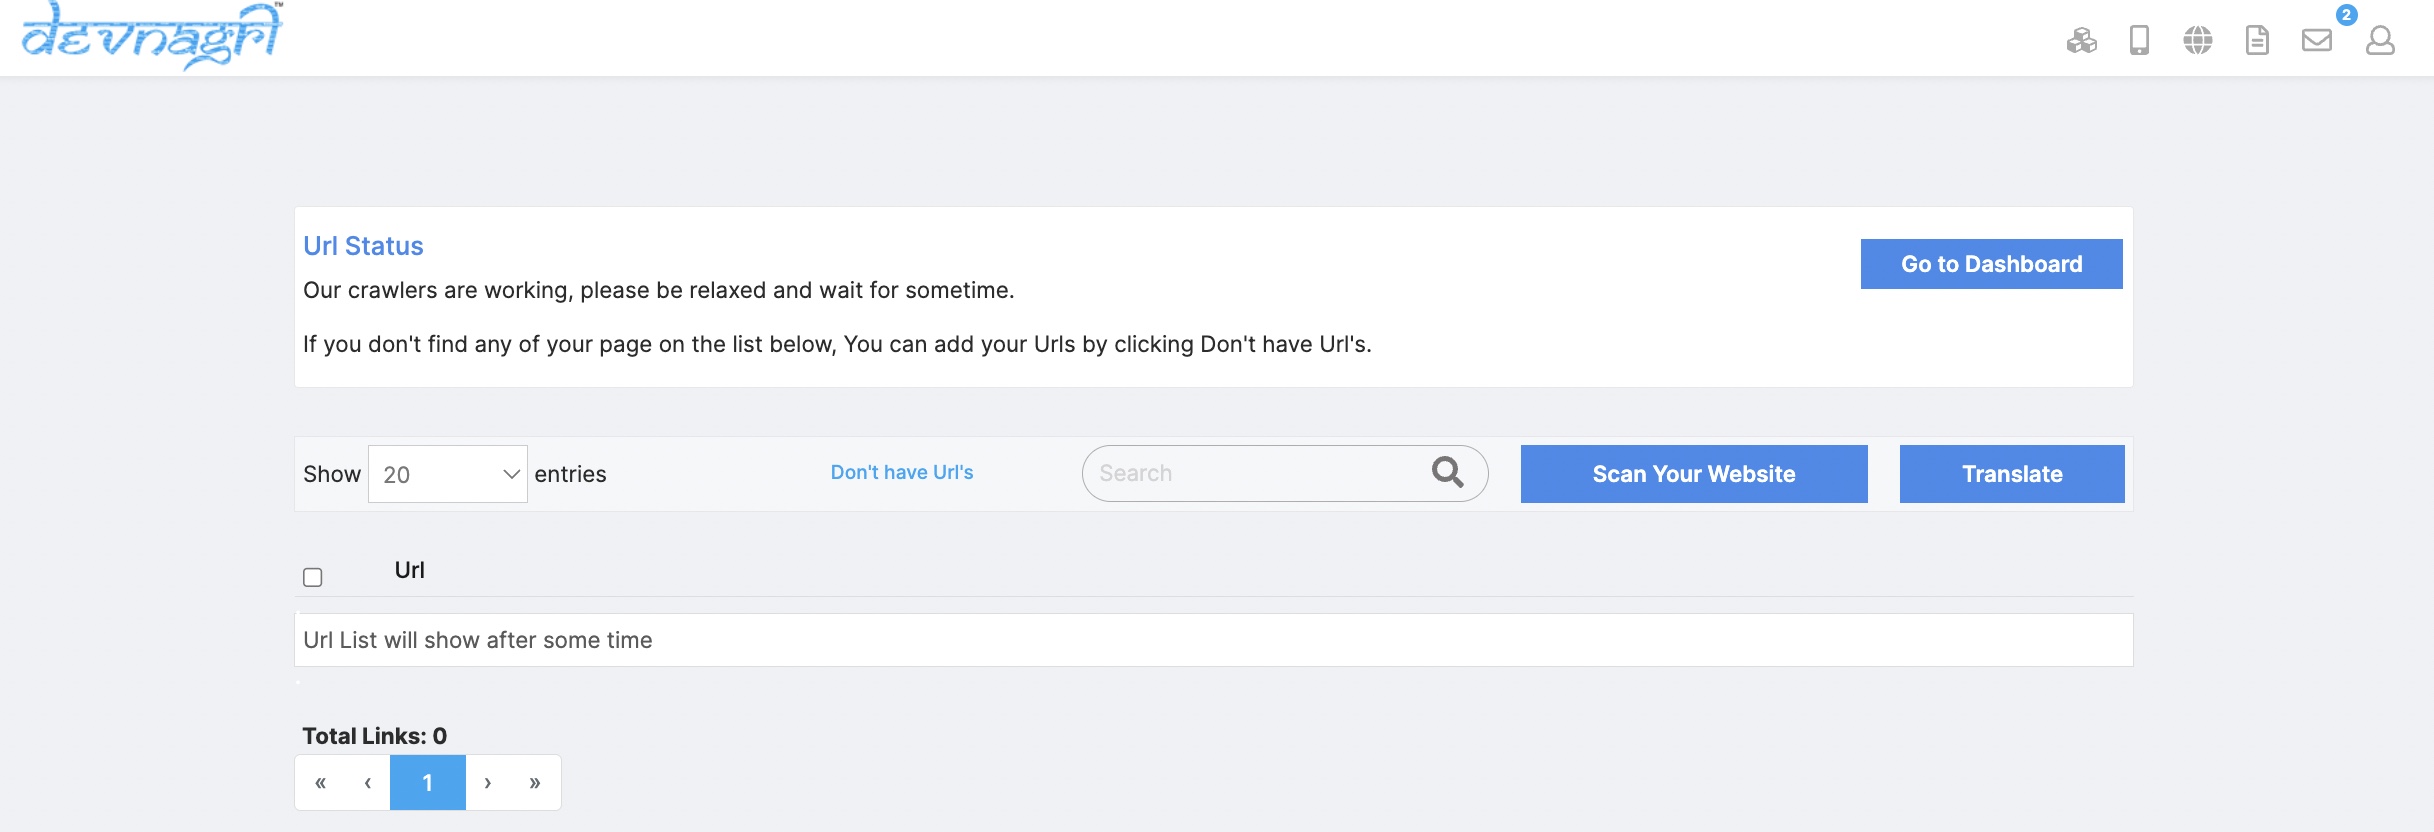 devnagri™
2
Url Status
Go to Dashboard
Our crawlers are working, please be relaxed and wait for sometime.
If you don't find any of your page on the list below, You can add your Urls by clicking Don't have Url's.
Show 20 entries Don't have Url's Search Scan Your Website Translate
Url
Url List will show after some time
Total Links: 0
« ‹ 1 › »